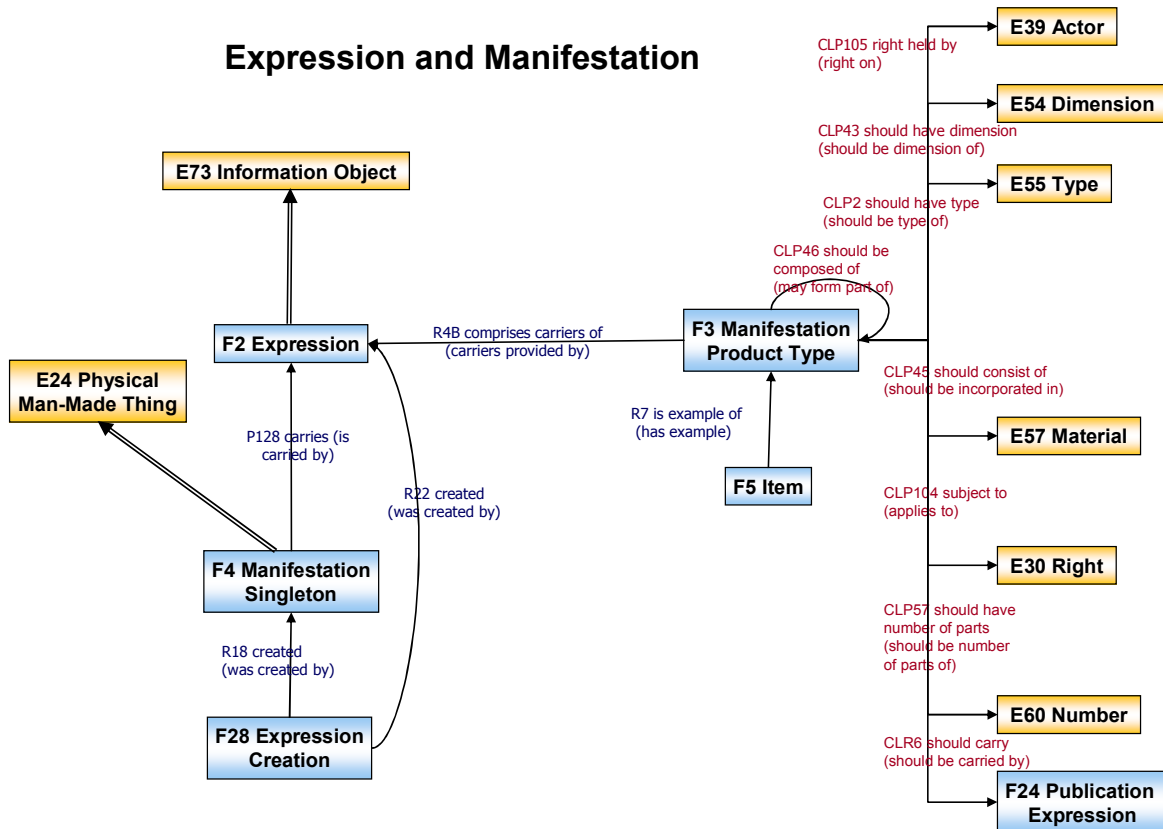 Expression and Manifestation
E39 Actor
CLP105 right held by
(right on)
E54 Dimension
CLP43 should have dimension
(should be dimension of)
E73 Information Object
E55 Type
CLP2 should have type
(should be type of)
CLP46 should be
composed of
(may form part of)
F2 Expression
R4B comprises carriers of
(carriers provided by)
F3 Manifestation
Product Type
E24 Physical
Man-Made Thing
CLP45 should consist of
(should be incorporated in)
P128 carries (is
carried by)
R7 is example of
(has example)
E57 Material
F5 Item
R22 created
(was created by)
CLP104 subject to
(applies to)
F4 Manifestation
Singleton
E30 Right
CLP57 should have
number of parts
(should be number
of parts of)
R18 created
(was created by)
E60 Number
F28 Expression
Creation
CLR6 should carry
(should be carried by)
F24 Publication
Expression